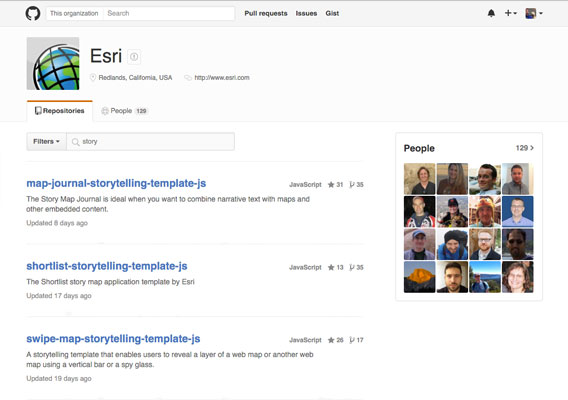 This organization Search Pull requests Issues Gist
Esri
Redlands, California, USA http://www.esri.com
Repositories People 129
Filters story
People 129
map-journal-storytelling-template-js JavaScript 31 35
The Story Map Journal is ideal when you want to combine narrative text with maps and
other embedded content.
Updated 8 days ago
shortlist-storytelling-template-js JavaScript 13 35
The Shortlist story map application template by Esri
Updated 17 days ago
swipe-map-storytelling-template-js JavaScript 26 17
A storytelling template that enables users to reveal a layer of a web map or another web
map using a vertical bar or a spy glass.
Updated 19 days ago